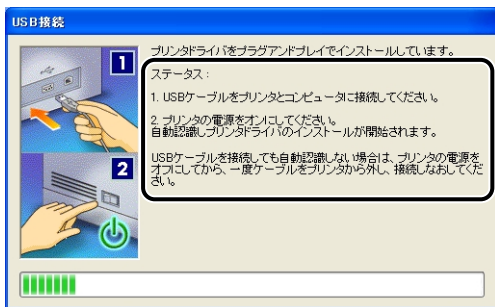 USB接続
プリンタドライバをプラグアンドプレイでインストールしています。
1
ステータス：
1. USBケーブルをプリンタとコンピュータに接続してください。
2. プリンタの電源をオンにしてください。
自動認識しプリンタドライバのインストールが開始されます。
USBケーブルを接続しても自動認識しない場合は、プリンタの電源を
オフにしてから、一度ケーブルをプリンタから外し、接続しなおしてくだ
さい。
2